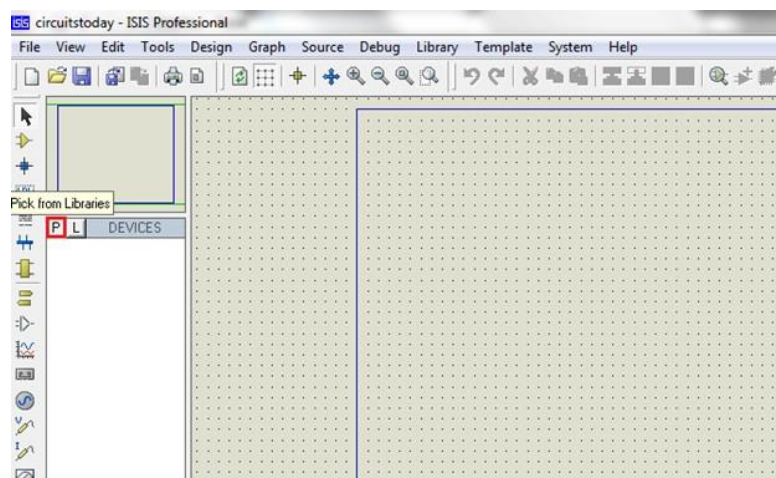 ISIS circuitstoday - ISIS Professional
File View Edit Tools Design Graph Source Debug Library Template System Help
Pick from Libraries
P L DEVICES